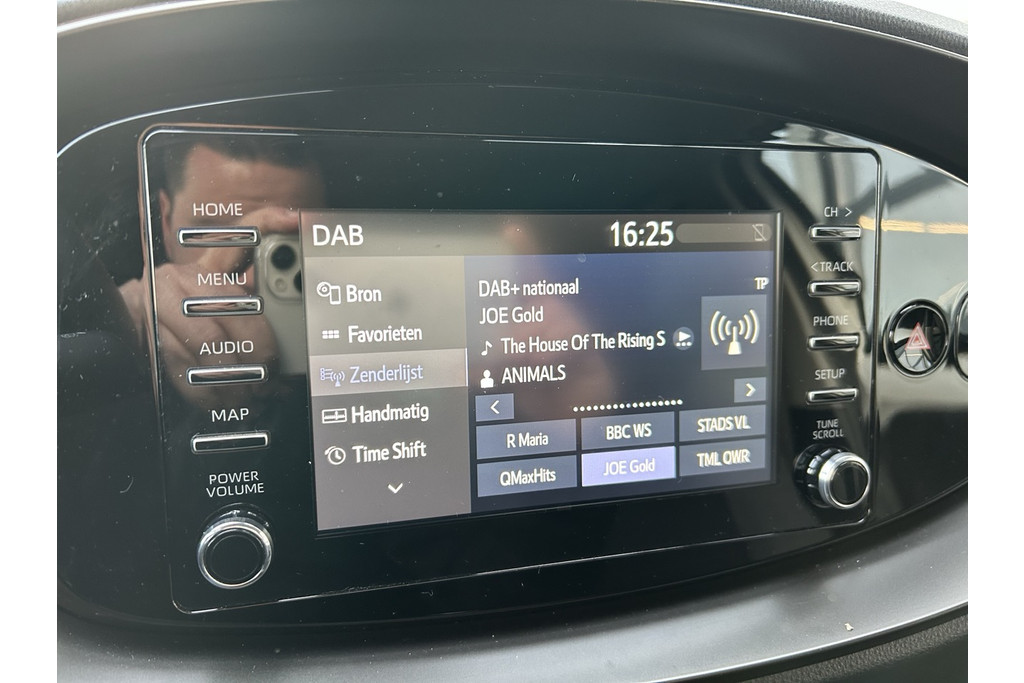 HOME
MENU
AUDIO
MAP
POWER
VOLUME
DAB
16:25
Bron
Favorieten
Zenderlijst
Handmatig
Time Shift
DAB+ nationaal
TP
JOE Gold
The House Of The Rising S
ANIMALS
<
>
R Maria
BBC WS
STADS VL
QMaxHits
JOE Gold
TML OWR
CH >
< TRACK
PHONE
SETUP
TUNE
SCROLL